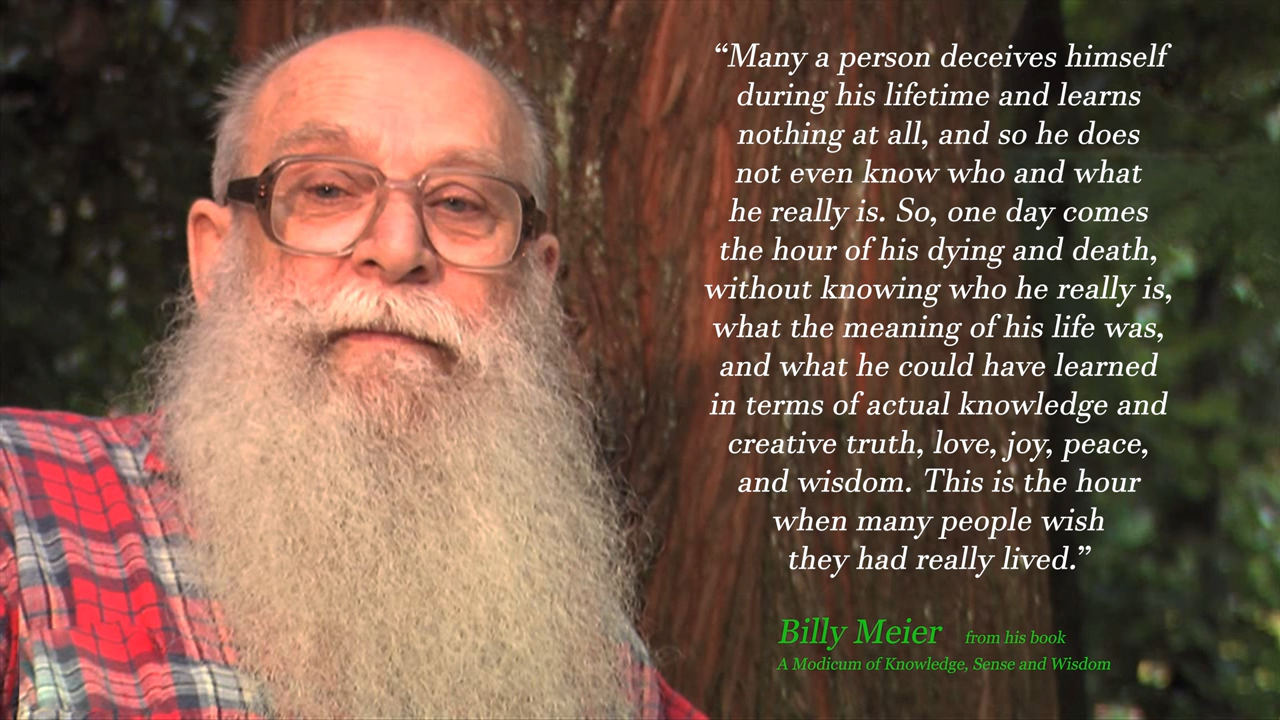 “Many a person deceives himself
during his lifetime and learns
nothing at all, and so he does
not even know who and what
he really is. So, one day comes
the hour of his dying and death,
without knowing who he really is,
what the meaning of his life was,
and what he could have learned
in terms of actual knowledge and
creative truth, love, joy, peace,
and wisdom. This is the hour
when many people wish
they had really lived.”
Billy Meier from his book
A Modicum of Knowledge, Sense and Wisdom